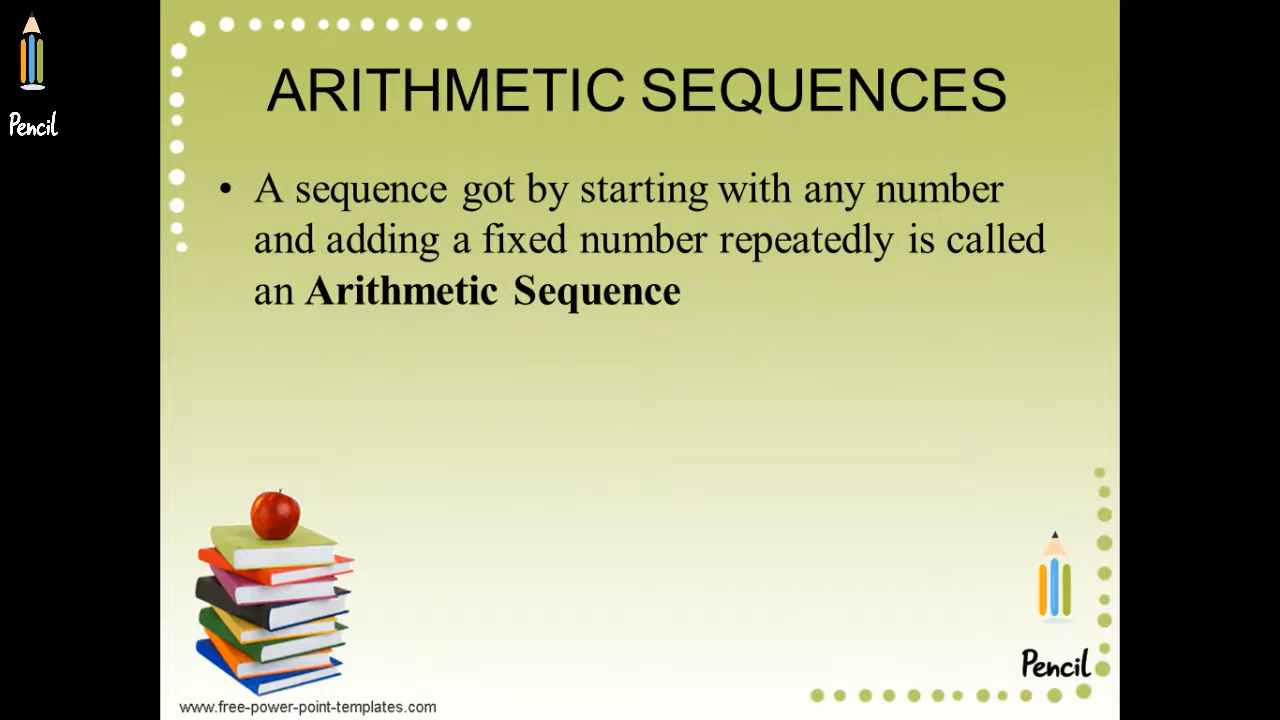 Pencil
ARITHMETIC SEQUENCES
• A sequence got by starting with any number
and adding a fixed number repeatedly is called
an Arithmetic Sequence
Pencil
www.free-power-point-templates.com